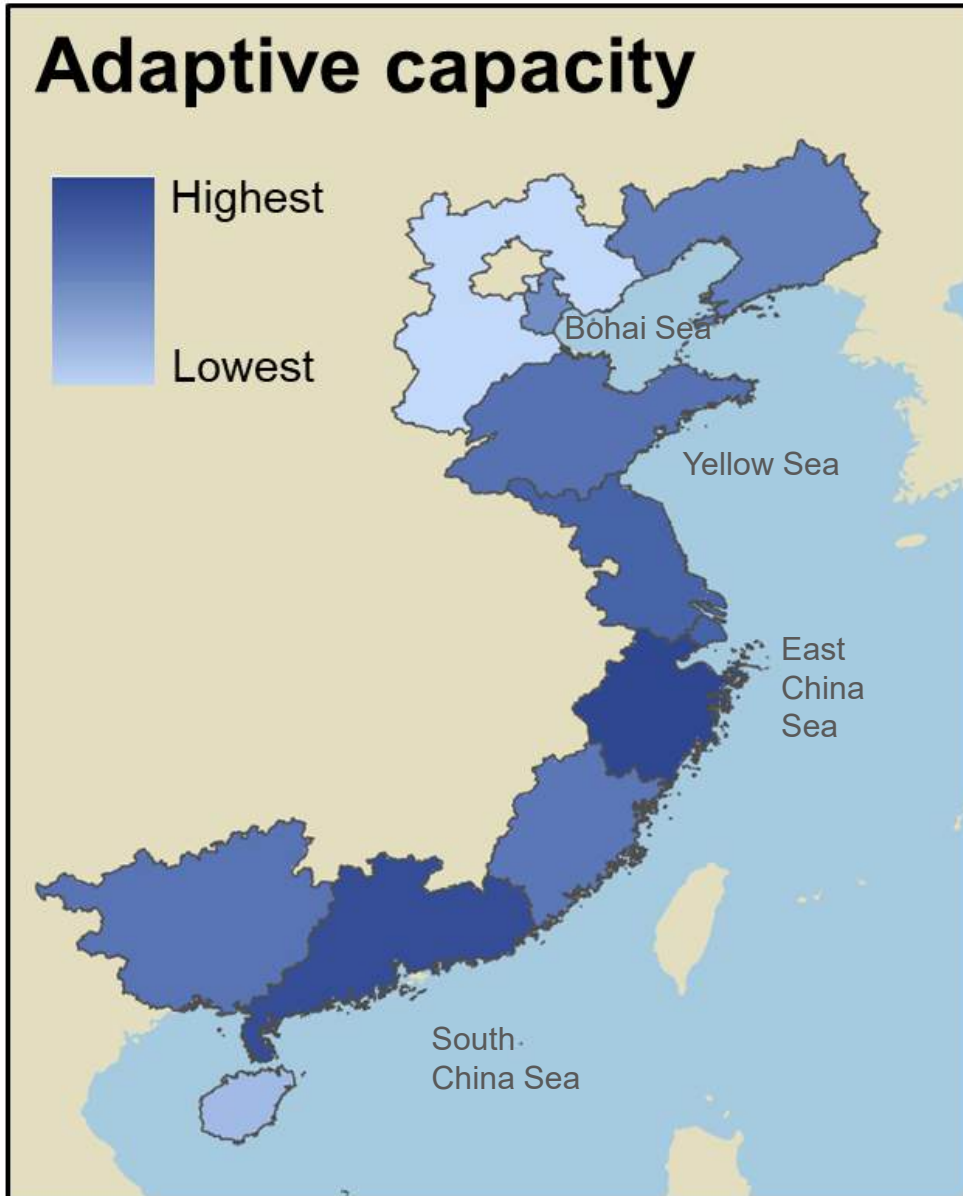 Adaptive capacity
Highest
Lowest
Bohai Sea
Yellow Sea
East
China
Sea
South
China Sea